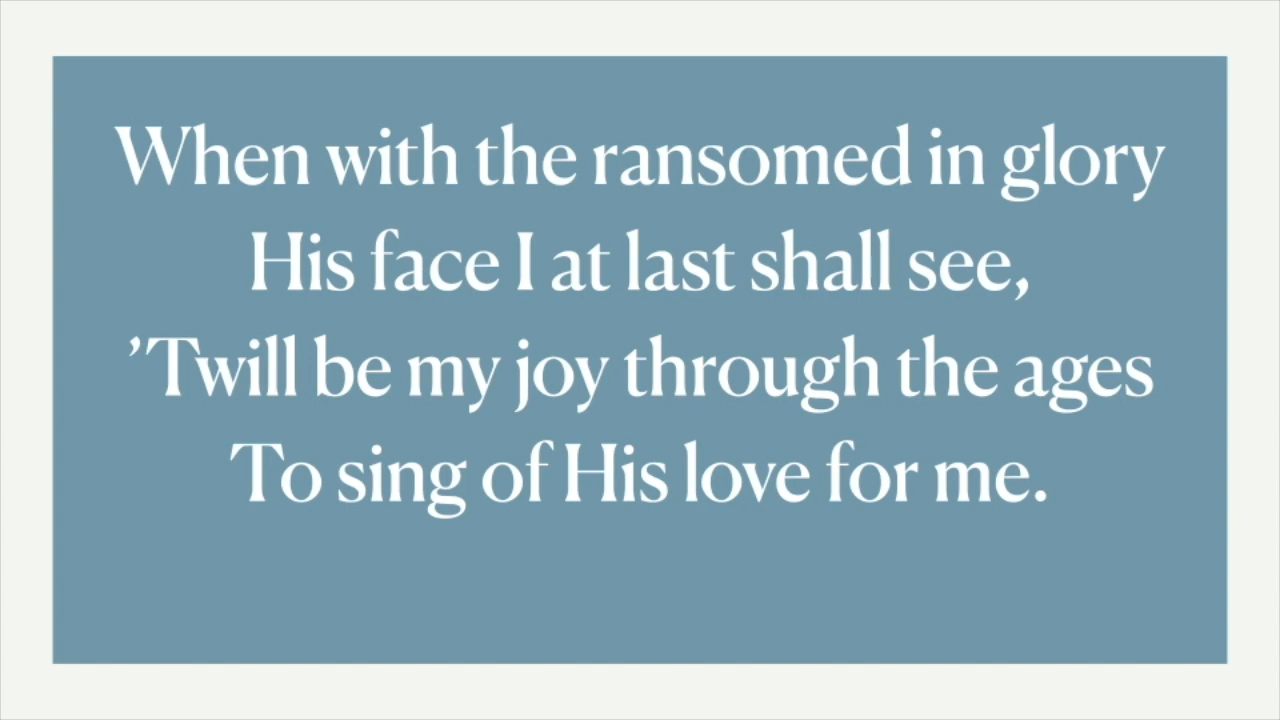 When with the ransomed in glory
His face I at last shall see,
’Twill be my joy through the ages
To sing of His love for me.